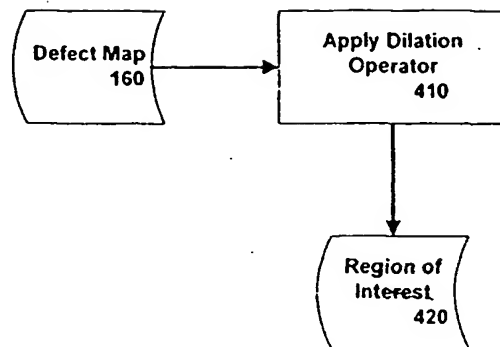 Defect Map
160
Apply Dilation
Operator
410
Region of
Interest
420